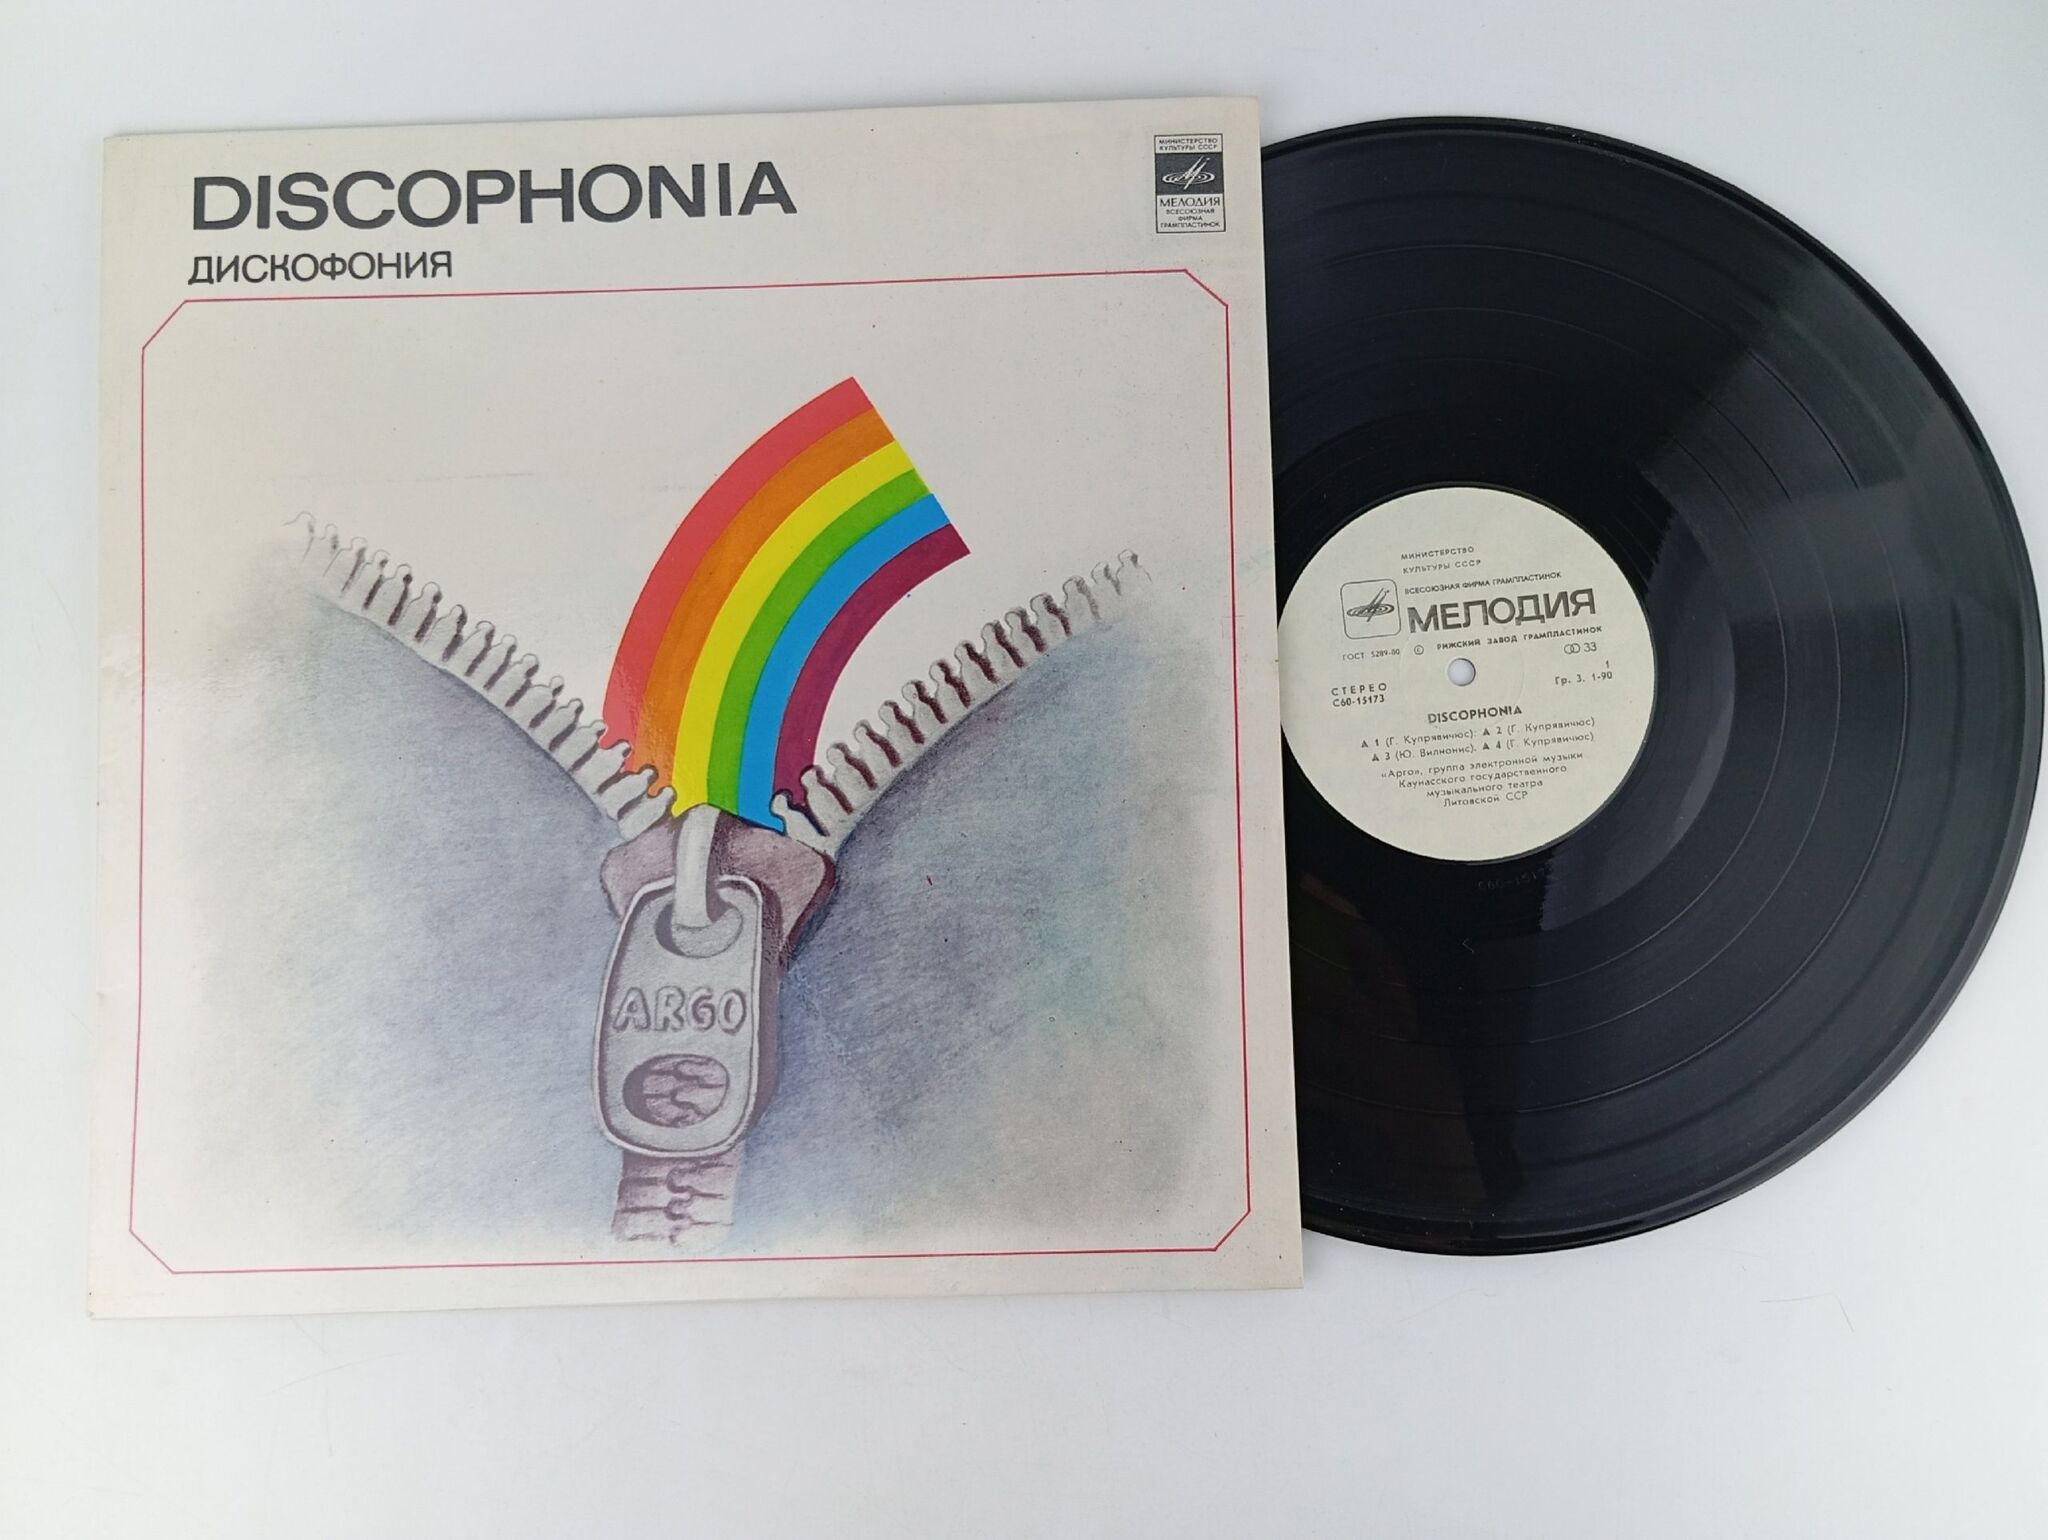 DISCOPHONIA
ДИСКОФОНИЯ
МИНИСТЕРСТВО
КУЛЬТУРЫ СССР
МЕЛОДИЯ
ВСЕСОЮЗНАЯ
ФИРМА
ГРАМПЛАСТИНОК
ARGO
МИНИСТЕРСТВО
КУЛЬТУРЫ СССР
ВСЕСОЮЗНАЯ ФИРМА ГРАМПЛАСТИНОК
МЕЛОДИЯ
РИЖСКИЙ ЗАВОД ГРАМПЛАСТИНОК
ГОСТ 5289-80 ©
33
1
СТЕРЕО
С60-15173
Гр. 3. 1-90
DISCOPHONIA
А 1 (Г. Купрявичюс); А 2 (Г. Купрявичюс)
А 3 (Ю. Вилнонис), А 4 (Г. Купрявичюс)
«Арго», группа электронной музыки
Каунасского государственного
музыкального театра
Литовской ССР
С60-1517